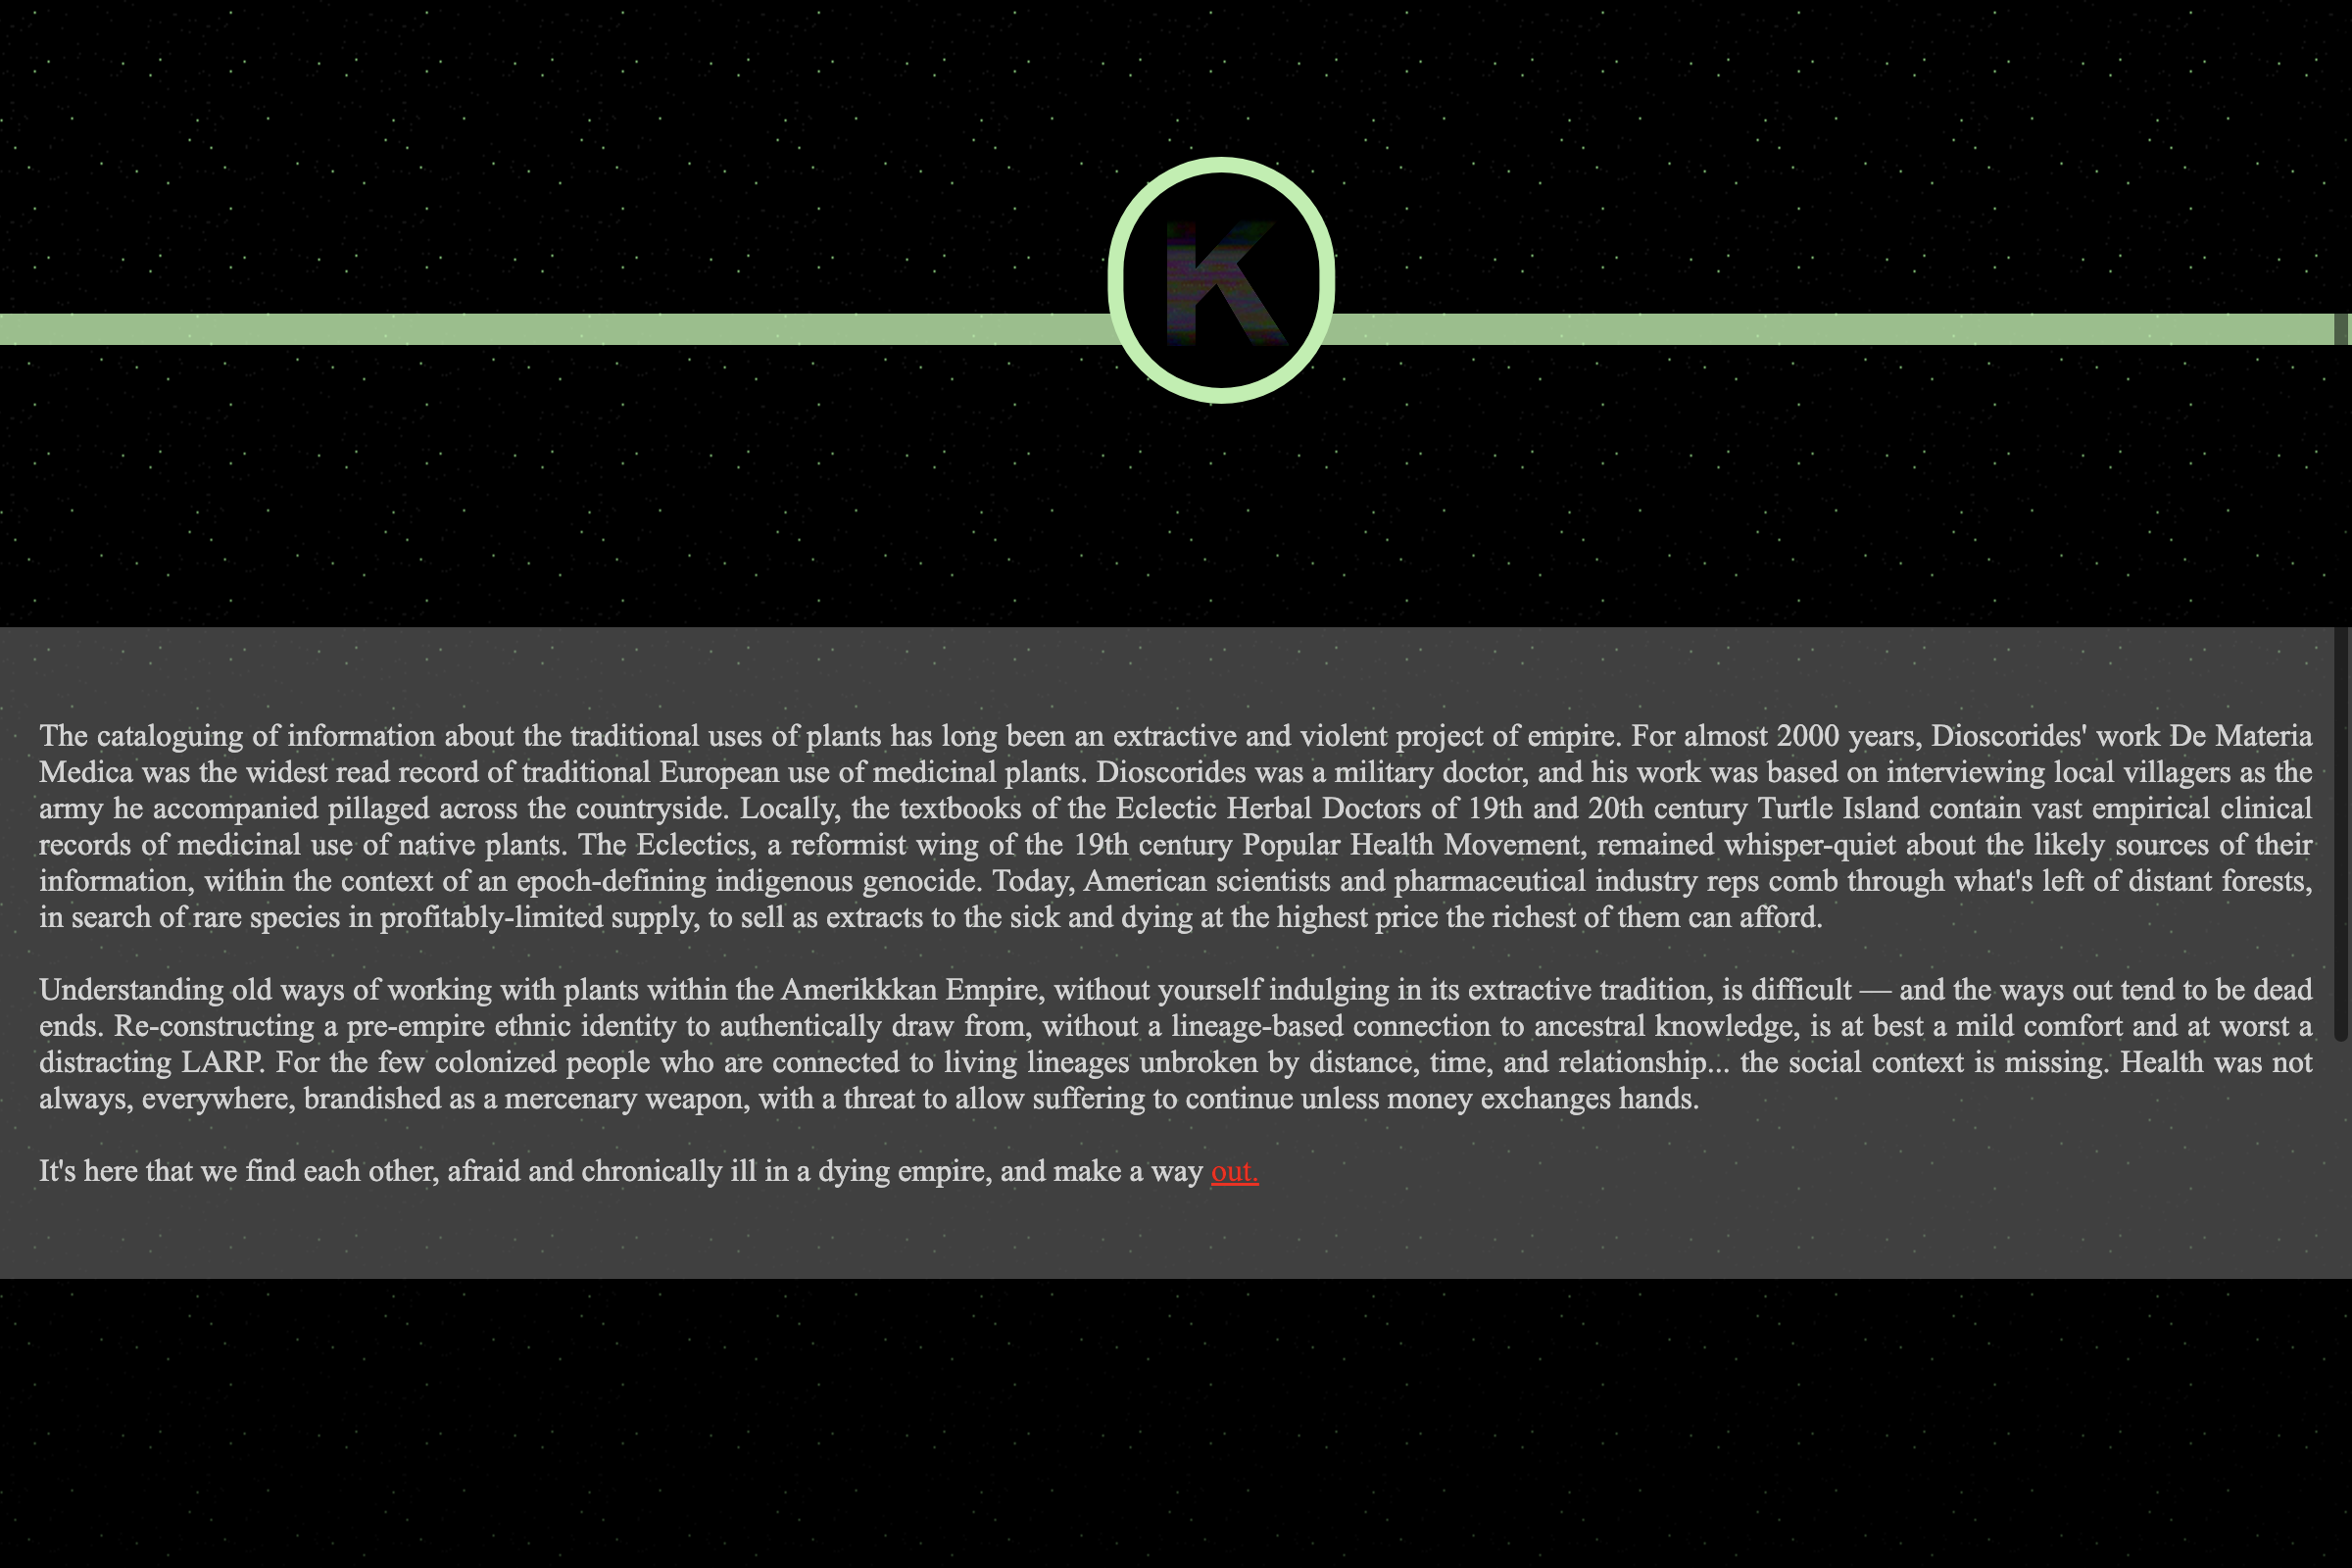 K
The cataloguing of information about the traditional uses of plants has long been an extractive and violent project of empire. For almost 2000 years, Dioscorides' work De Materia
Medica was the widest read record of traditional European use of medicinal plants. Dioscorides was a military doctor, and his work was based on interviewing local villagers as the
army he accompanied pillaged across the countryside. Locally, the textbooks of the Eclectic Herbal Doctors of 19th and 20th century Turtle Island contain vast empirical clinical
records of medicinal use of native plants. The Eclectics, a reformist wing of the 19th century Popular Health Movement, remained whisper-quiet about the likely sources of their
information, within the context of an epoch-defining indigenous genocide. Today, American scientists and pharmaceutical industry reps comb through what's left of distant forests,
in search of rare species in profitably-limited supply, to sell as extracts to the sick and dying at the highest price the richest of them can afford.
Understanding old ways of working with plants within the Amerikkkan Empire, without yourself indulging in its extractive tradition, is difficult — and the ways out tend to be dead
ends. Re-constructing a pre-empire ethnic identity to authentically draw from, without a lineage-based connection to ancestral knowledge, is at best a mild comfort and at worst a
distracting LARP. For the few colonized people who are connected to living lineages unbroken by distance, time, and relationship... the social context is missing. Health was not
always, everywhere, brandished as a mercenary weapon, with a threat to allow suffering to continue unless money exchanges hands.
It's here that we find each other, afraid and chronically ill in a dying empire, and make a way out.